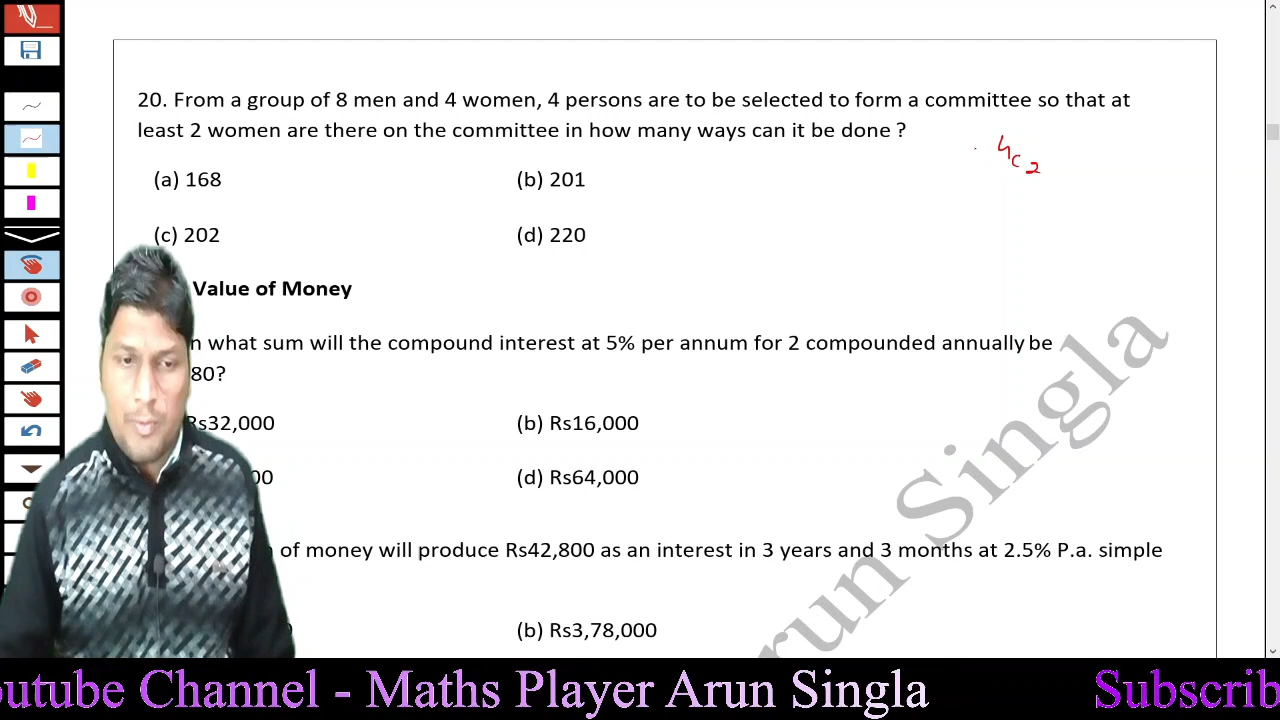 20. From a group of 8 men and 4 women, 4 persons are to be selected to form a committee so that at
least 2 women are there on the committee in how many ways can it be done ?
4c2
(a) 168 (b) 201
(c) 202 (d) 220
Value of Money
what sum will the compound interest at 5% per annum for 2 compounded annually be
80?
Rs32,000 (b) Rs16,000
00 (d) Rs64,000
of money will produce Rs42,800 as an interest in 3 years and 3 months at 2.5% P.a. simple
(b) Rs3,78,000
run Singla
outube Channel - Maths Player Arun Singla Subscrib